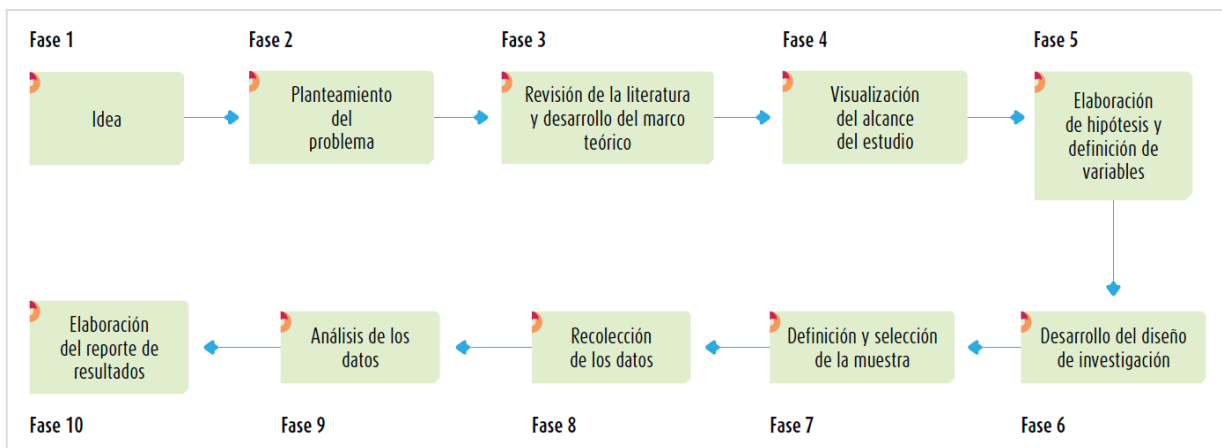 Fase 1
Idea
Fase 2
Planteamiento
del
problema
Fase 3
Revisión de la literatura
y desarrollo del marco
teórico
Fase 4
Visualización
del alcance
del estudio
Fase 5
Elaboración
de hipótesis y
definición de
variables
Desarrollo del diseño
de investigación
Fase 6
Definición y selección
de la muestra
Fase 7
Recolección
de los datos
Fase 8
Análisis de los
datos
Fase 9
Elaboración
del reporte de
resultados
Fase 10